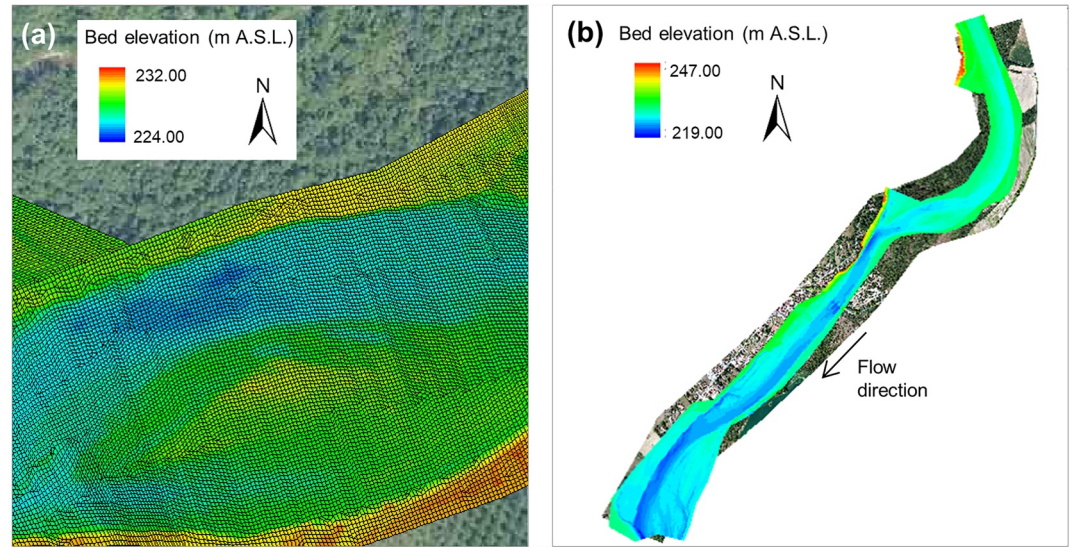 (a)
Bed elevation (m A.S.L.)
232.00
224.00
N
(b)
Bed elevation (m A.S.L.)
247.00
219.00
N
Flow
direction